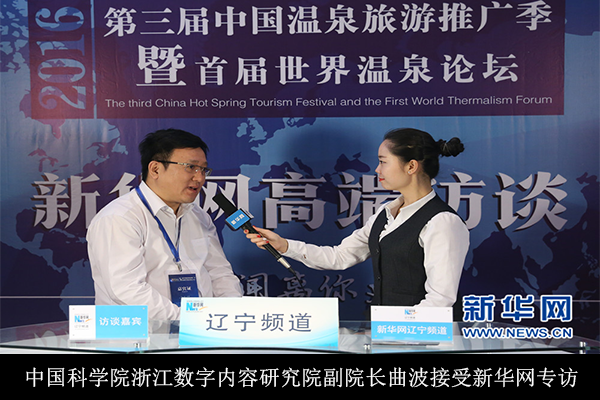 2016
第三届中国温泉旅游推广季
暨首届世界温泉论坛
The third China Hot Spring Tourism Festival and the First World Thermalism Forum
新华网高端访谈
新华网
访谈嘉宾
辽宁频道
新华网辽宁频道
新华网
WWW.NEWS.CN
中国科学院浙江数字内容研究院副院长曲波接受新华网专访